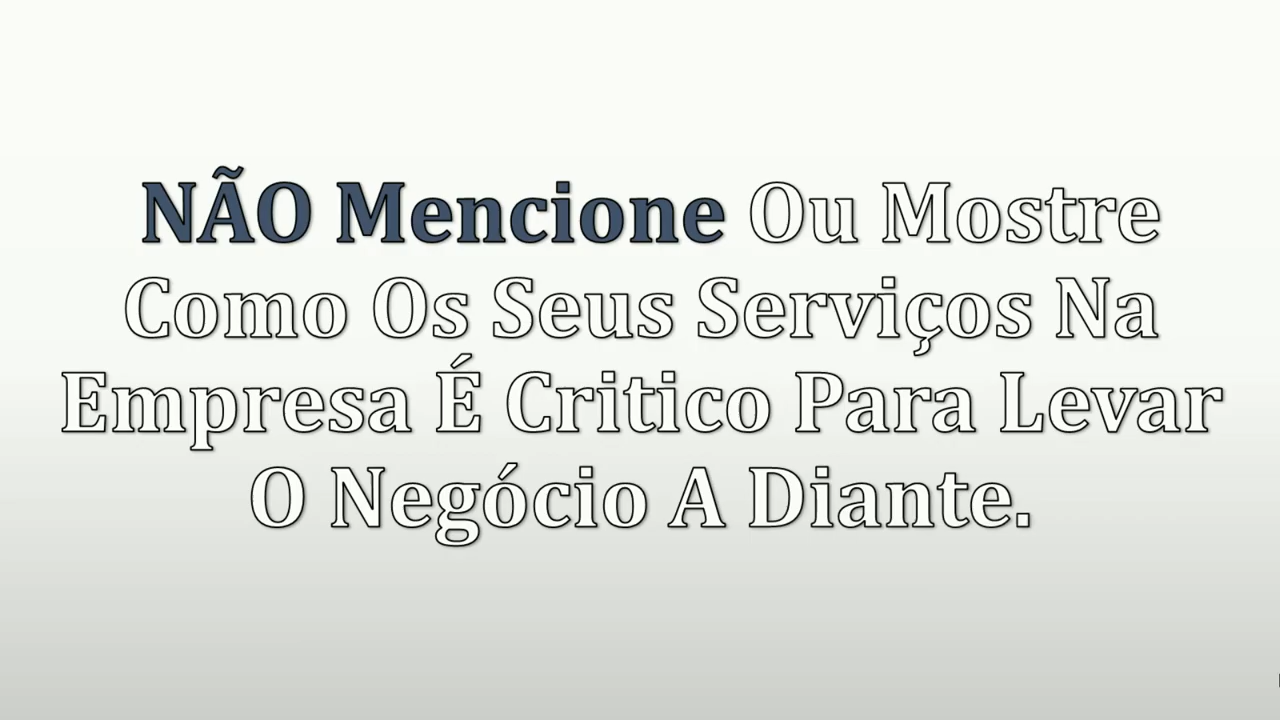 NÃO Mencione Ou Mostre
Como Os Seus Serviços Na
Empresa É Critico Para Levar
O Negócio A Diante.